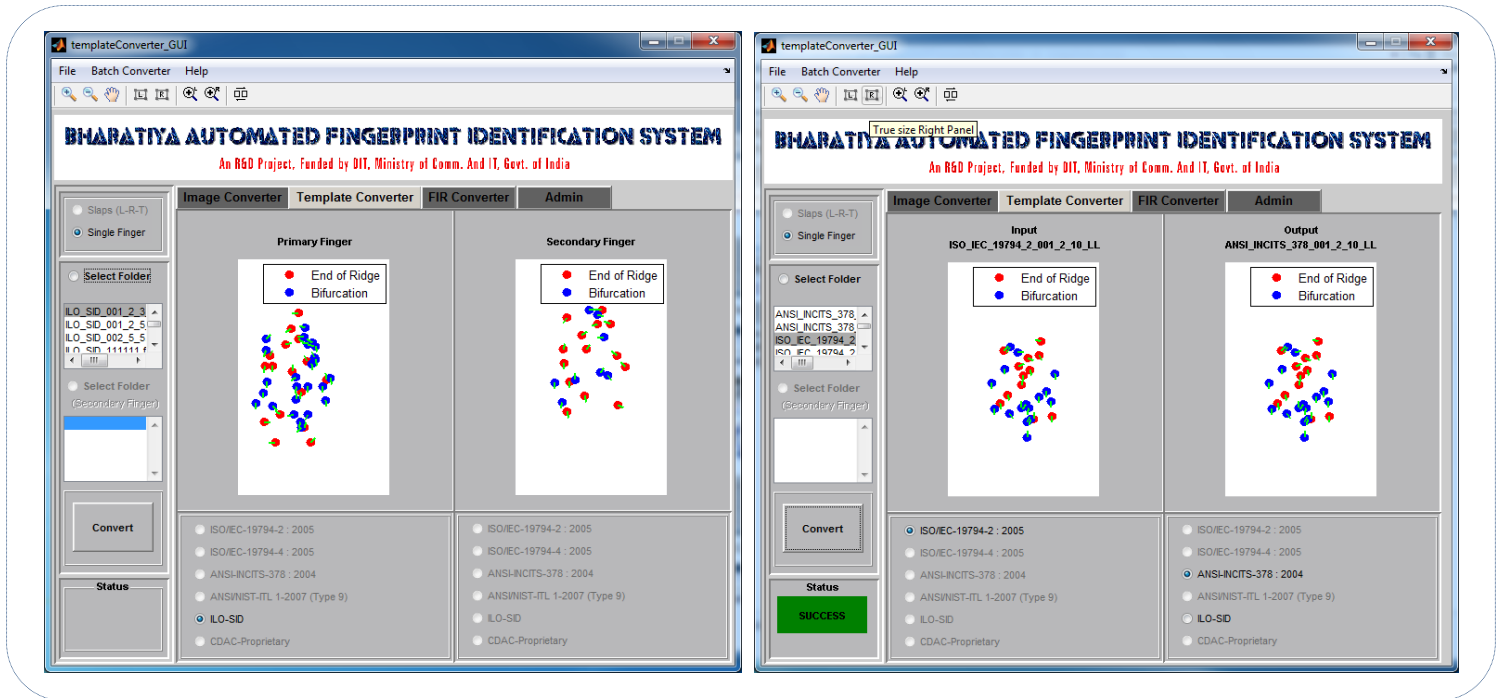 templateConverter_GUI
File Batch Converter Help
BHARATIYA AUTOMATED FINGERPRINT IDENTIFICATION SYSTEM
An R&D Project, Funded by DIT, Ministry of Comm. And IT, Govt. of India
Slaps (L-R-T)
Single Finger
Select Folder
ILO_SID_001_2_3
ILO_SID_001_2_5
ILO_SID_002_5_5
ILO_SID_111111_f
Select Folder
(Secondery Finger)
Convert
Status
Image Converter Template Converter FIR Converter Admin
Primary Finger
End of Ridge
Bifurcation
Secondary Finger
End of Ridge
Bifurcation
ISO/IEC-19794-2 : 2005
ISO/IEC-19794-4 : 2005
ANSI-INCITS-378 : 2004
ANSI/NIST-ITL 1-2007 (Type 9)
ILO-SID
CDAC-Proprietary
ISO/IEC-19794-2 : 2005
ISO/IEC-19794-4 : 2005
ANSI-INCITS-378 : 2004
ANSI/NIST-ITL 1-2007 (Type 9)
ILO-SID
CDAC-Proprietary
templateConverter_GUI
File Batch Converter Help
True size Right Panel
BHARATIYA AUTOMATED FINGERPRINT IDENTIFICATION SYSTEM
An R&D Project, Funded by DIT, Ministry of Comm. And IT, Govt. of India
Slaps (L-R-T)
Single Finger
Select Folder
ANSI_INCITS_378_
ANSI_INCITS_378
ISO_IEC_19794_2
ISO_IEC_19794_2
Select Folder
(Secondery Finger)
Convert
Status
SUCCESS
Image Converter Template Converter FIR Converter Admin
Input
ISO_IEC_19794_2_001_2_10_LL
End of Ridge
Bifurcation
Output
ANSI_INCITS_378_001_2_10_LL
End of Ridge
Bifurcation
ISO/IEC-19794-2 : 2005
ISO/IEC-19794-4 : 2005
ANSI-INCITS-378 : 2004
ANSI/NIST-ITL 1-2007 (Type 9)
ILO-SID
CDAC-Proprietary
ISO/IEC-19794-2 : 2005
ISO/IEC-19794-4 : 2005
ANSI-INCITS-378 : 2004
ANSI/NIST-ITL 1-2007 (Type 9)
ILO-SID
CDAC-Proprietary